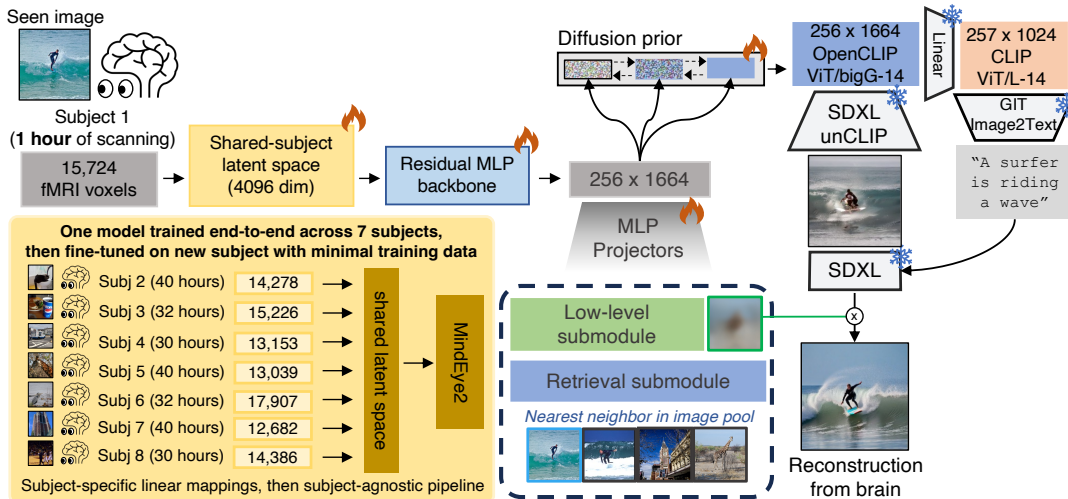 Seen image
Subject 1
(1 hour of scanning)
15,724
fMRI voxels
Shared-subject
latent space
(4096 dim)
Residual MLP
backbone
256 x 1664
MLP
Projectors
Diffusion prior
256 x 1664
OpenCLIP
ViT/bigG-14
Linear
257 x 1024
CLIP
ViT/L-14
SDXL
unCLIP
GIT
Image2Text
“A surfer
is riding
a wave”
SDXL
x
Reconstruction
from brain
One model trained end-to-end across 7 subjects,
then fine-tuned on new subject with minimal training data
Subj 2 (40 hours) 14,278
Subj 3 (32 hours) 15,226
Subj 4 (30 hours) 13,153
Subj 5 (40 hours) 13,039
Subj 6 (32 hours) 17,907
Subj 7 (40 hours) 12,682
Subj 8 (30 hours) 14,386
shared latent space
MindEye2
Subject-specific linear mappings, then subject-agnostic pipeline
Low-level
submodule
Retrieval submodule
Nearest neighbor in image pool